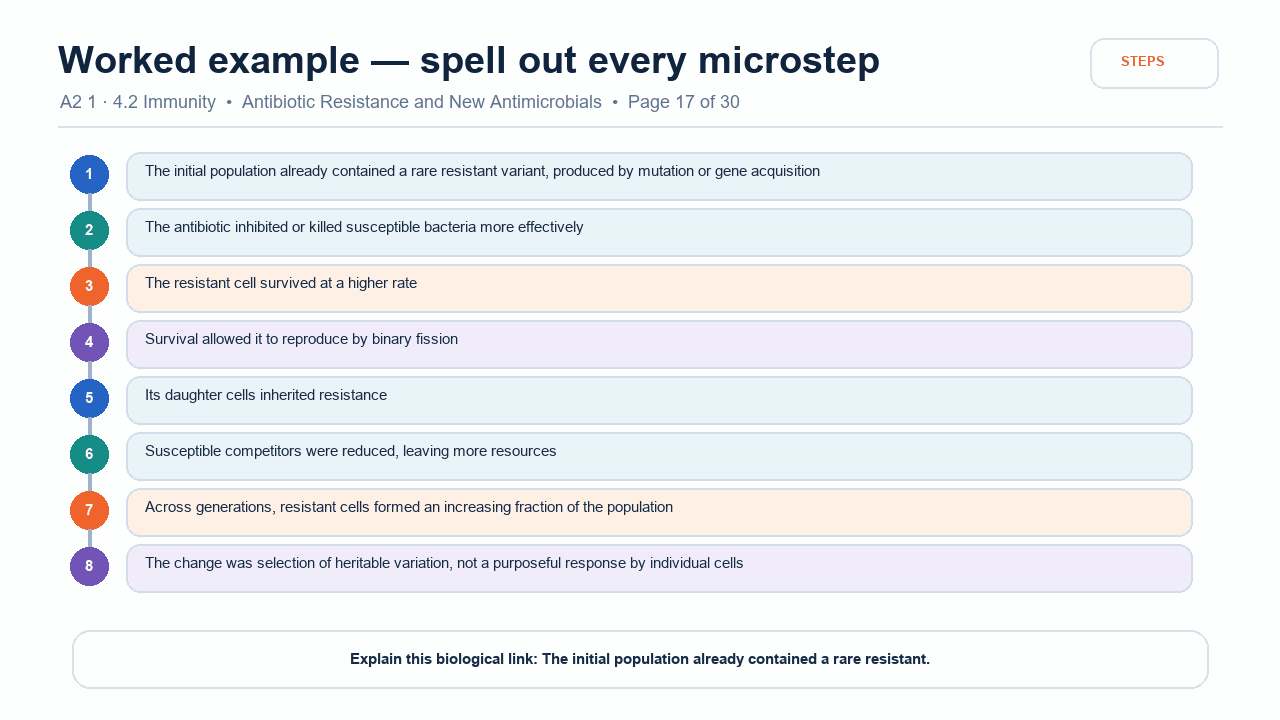 Worked example — spell out every microstep
STEPS
A2 1 · 4.2 Immunity • Antibiotic Resistance and New Antimicrobials • Page 17 of 30
1 The initial population already contained a rare resistant variant, produced by mutation or gene acquisition
2 The antibiotic inhibited or killed susceptible bacteria more effectively
3 The resistant cell survived at a higher rate
4 Survival allowed it to reproduce by binary fission
5 Its daughter cells inherited resistance
6 Susceptible competitors were reduced, leaving more resources
7 Across generations, resistant cells formed an increasing fraction of the population
8 The change was selection of heritable variation, not a purposeful response by individual cells
Explain this biological link: The initial population already contained a rare resistant.